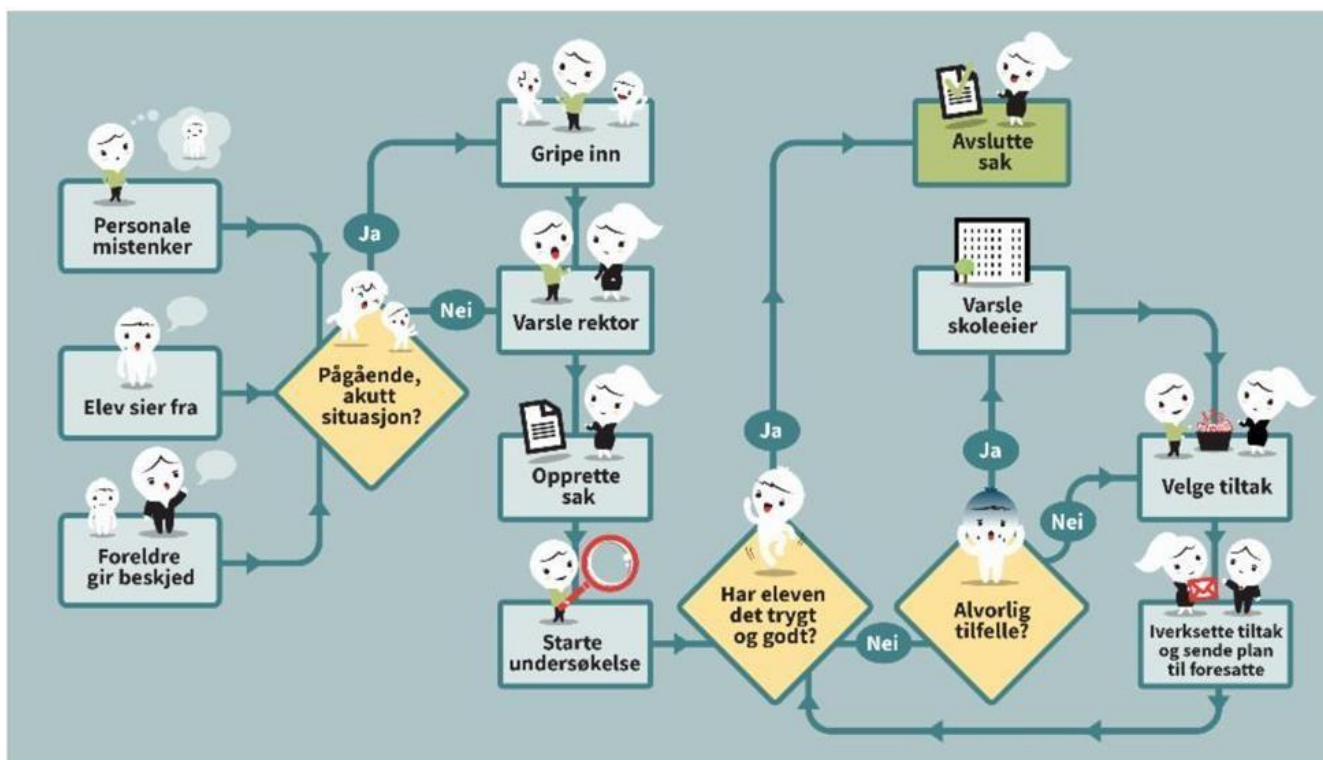 Personale
mistenker
Elev sier fra
Foreldre
gir beskjed
Pågående,
akutt
situasjon?
Ja
Nei
Gripe inn
Varsle rektor
Opprette
sak
Starte
undersøkelse
Har eleven
det trygt
og godt?
Ja
Nei
Avslutte
sak
Alvorlig
tilfelle?
Ja
Nei
Varsle
skoleeier
Velge tiltak
Iverksette tiltak
og sende plan
til foresatte